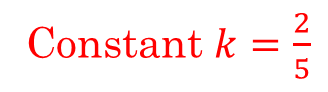 Constant k = 2/5